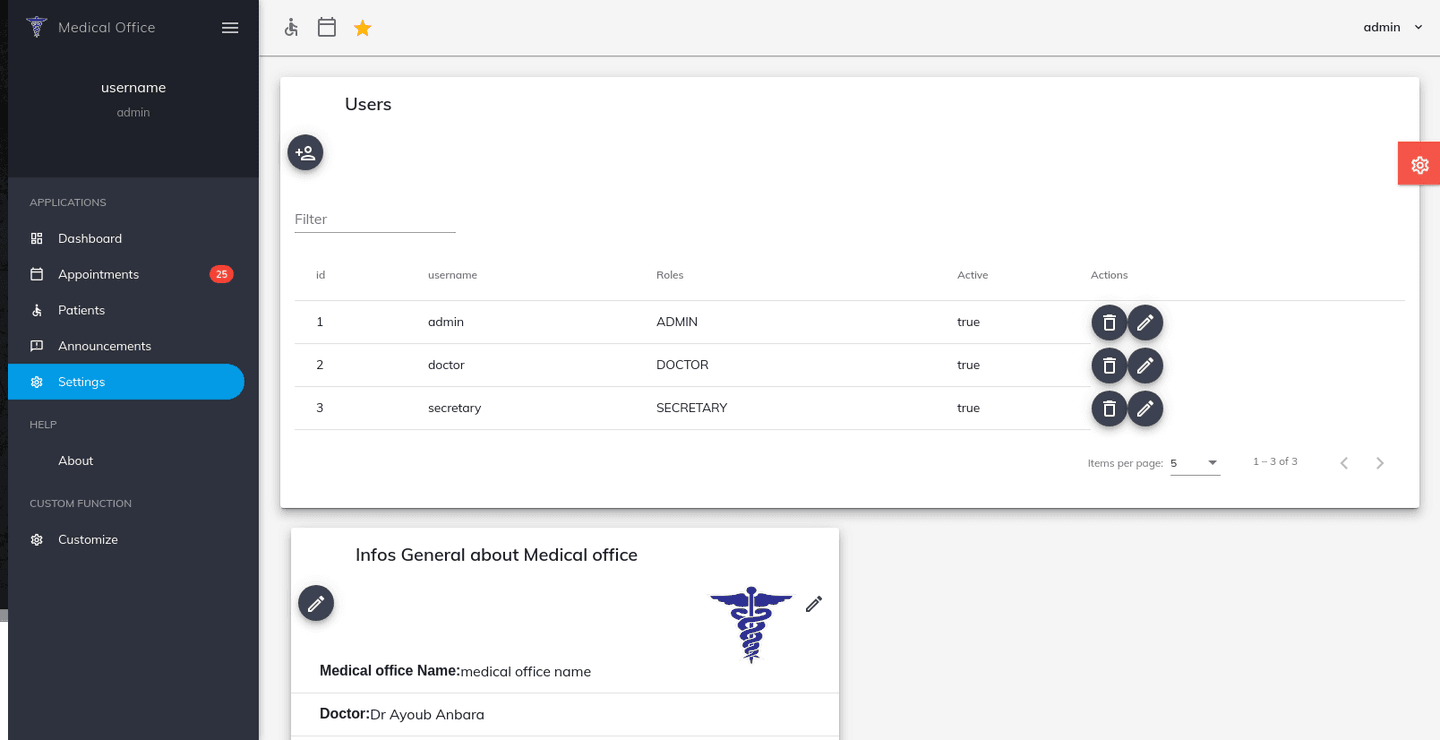 Medical Office
admin
username
admin
APPLICATIONS
Dashboard
Appointments 25
Patients
Announcements
Settings
HELP
About
CUSTOM FUNCTION
Customize
Users
Filter
id username Roles Active Actions
1 admin ADMIN true
2 doctor DOCTOR true
3 secretary SECRETARY true
Items per page: 5 1 – 3 of 3
Infos General about Medical office
Medical office Name:medical office name
Doctor:Dr Ayoub Anbara